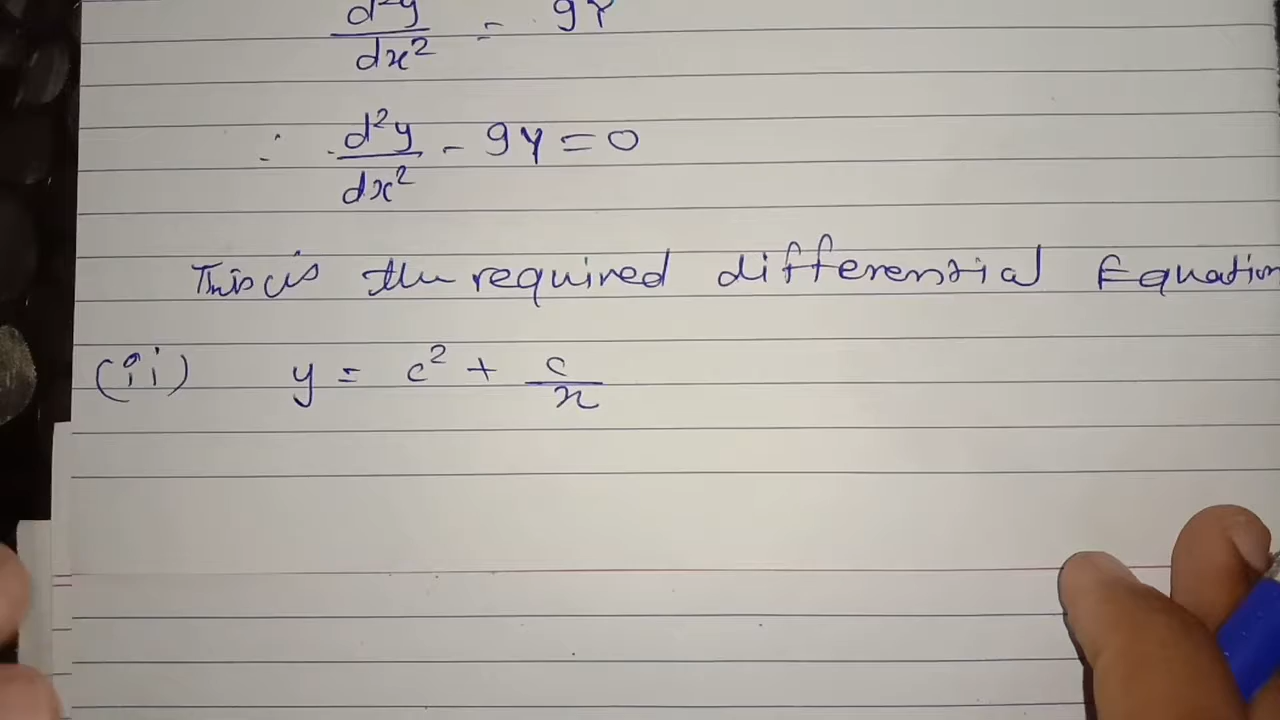 d²y/dx² = 9y
∴ d²y/dx² - 9y = 0
This is the required differential Equation
(ii) y = c² + c/x